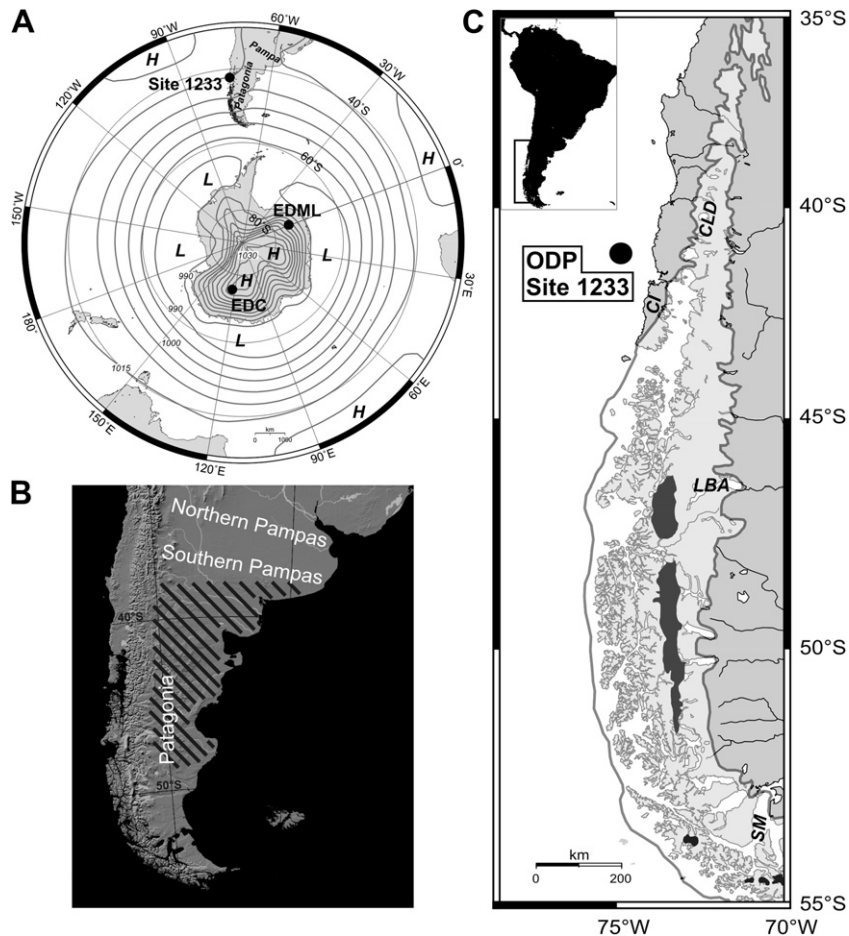 A
60°W
90°W
H
Pampa
Patagonia
30°W
120°W
Site 1233
40°S
60°S
H
0°
L
150°W
EDML
80°S
L
L
1030
H
H
990
EDC
30°E
180°
990
L
1000
1015
H
60°E
km
0 1000
150°E
90°E
120°E
B
Northern Pampas
Southern Pampas
40°S
Patagonia
50°S
C
35°S
40°S
CLD
ODP
Site 1233
CI
45°S
LBA
50°S
SM
km
0 200
55°S
75°W 70°W